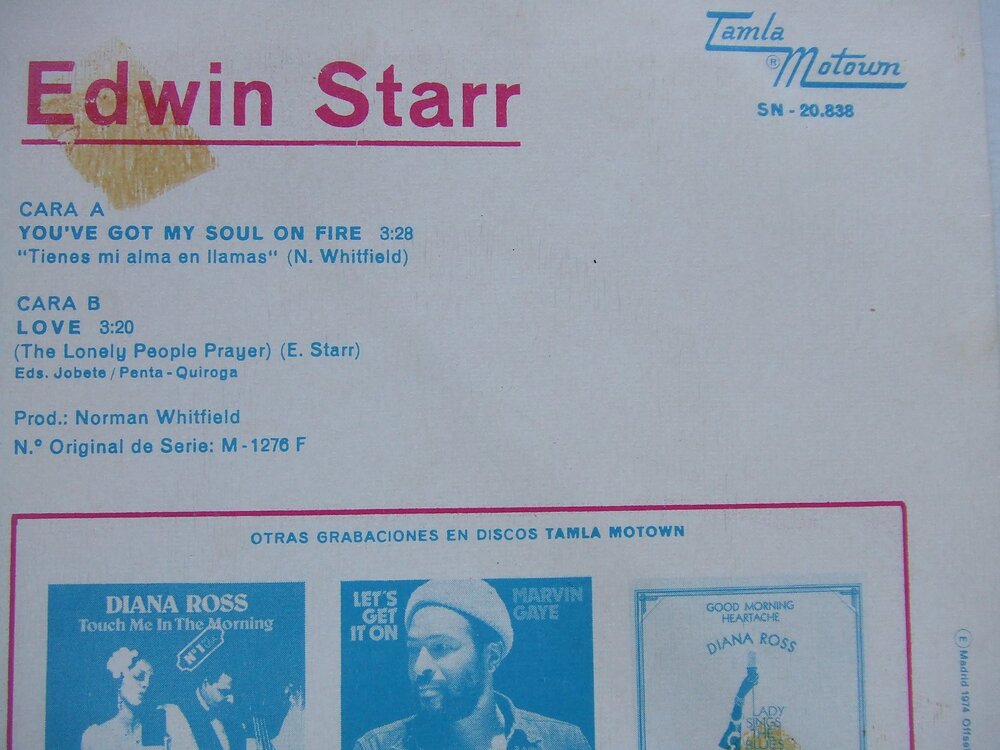 Tamla
® Motown
SN - 20.838
Edwin Starr
CARA A
YOU'VE GOT MY SOUL ON FIRE 3:28
"Tienes mi alma en llamas" (N. Whitfield)
CARA B
LOVE 3:20
(The Lonely People Prayer) (E. Starr)
Eds. Jobete / Penta - Quiroga
Prod.: Norman Whitfield
N.º Original de Serie: M - 1276 F
OTRAS GRABACIONES EN DISCOS TAMLA MOTOWN
DIANA ROSS
Touch Me In The Morning
Nº1
LET'S
GET
IT ON
MARVIN
GAYE
GOOD MORNING
HEARTACHE
DIANA ROSS
LADY
SINGS
THE
BLUES
Ⓔ Madrid 1974